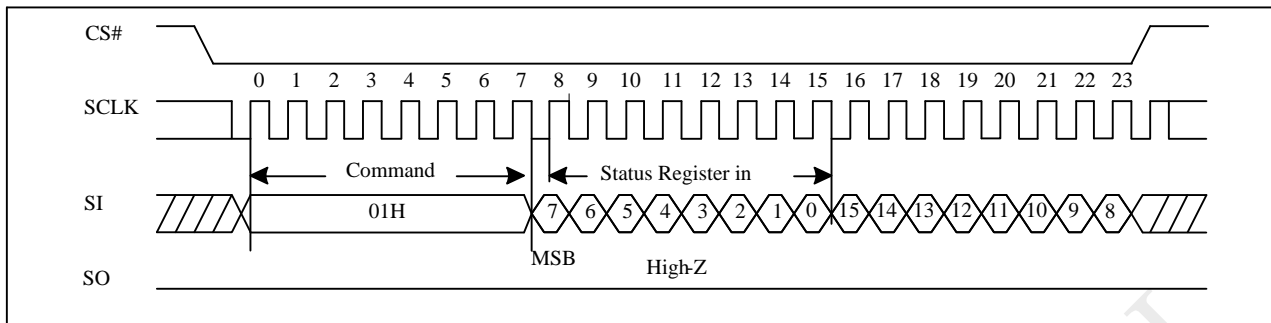 CS#
0 1 2 3 4 5 6 7 8 9 10 11 12 13 14 15 16 17 18 19 20 21 22 23
SCLK
Command Status Register in
SI 01H 7 6 5 4 3 2 1 0 15 14 13 12 11 10 9 8
MSB High-Z
SO